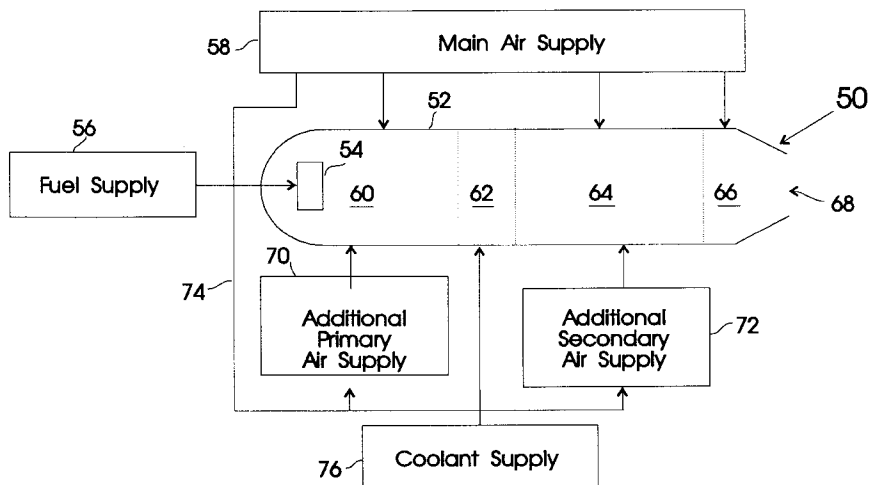 58
Main Air Supply
52
50
56
54
Fuel Supply
60
62
64
66
68
70
74
Additional
Primary
Air Supply
Additional
Secondary
Air Supply
72
76
Coolant Supply